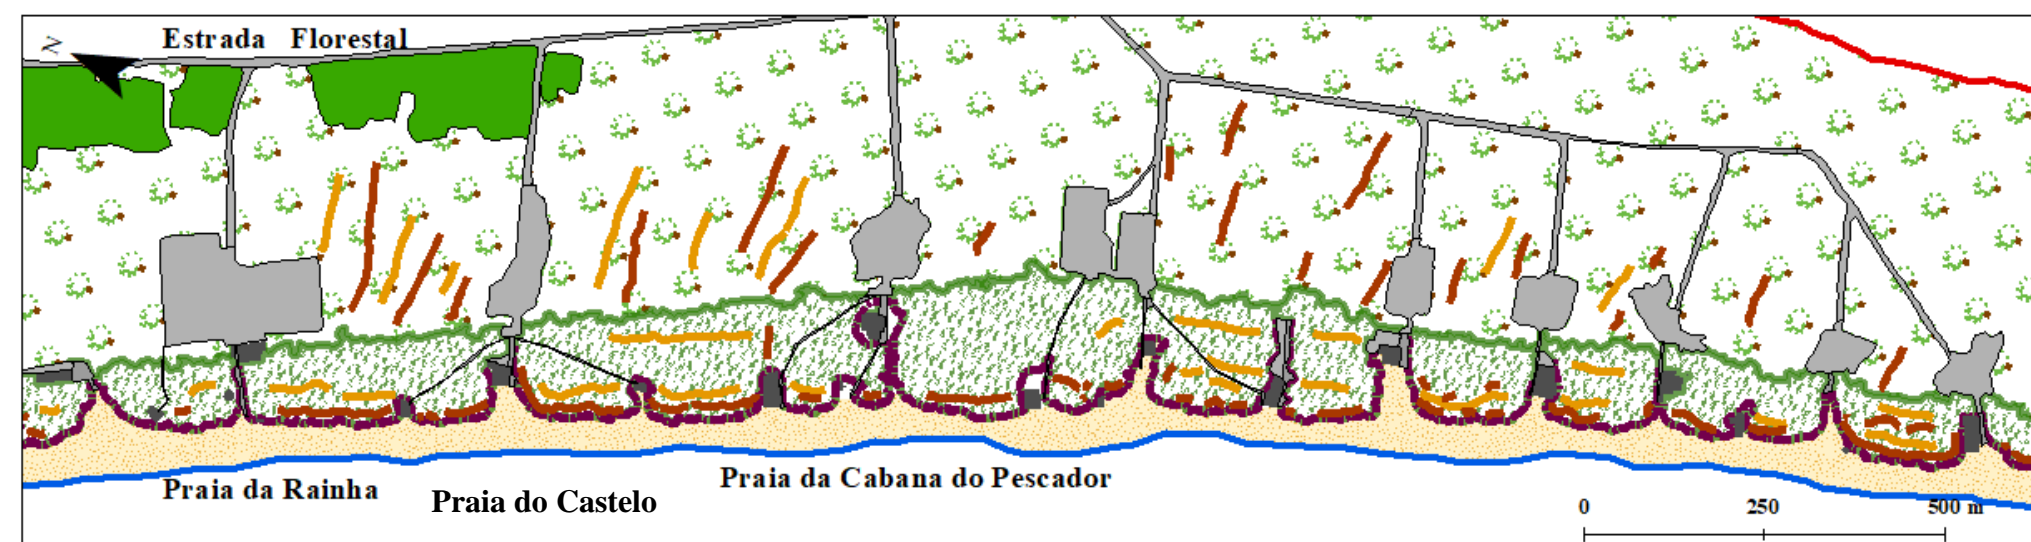 N
Estrada Florestal
Praia da Rainha
Praia do Castelo
Praia da Cabana do Pescador
0 250 500 m